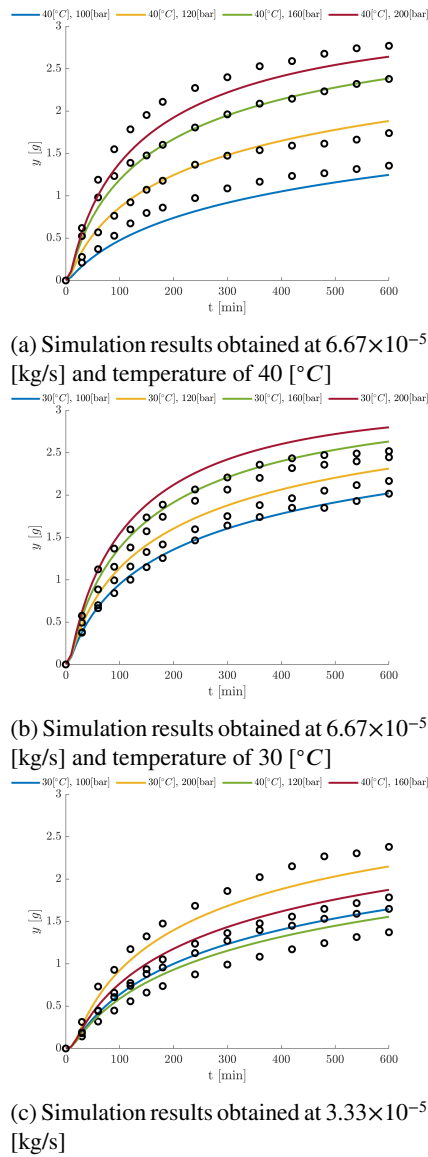 40[°C], 100[bar] 40[°C], 120[bar] 40[°C], 160[bar] 40[°C], 200[bar]
3
2.5
2
1.5
1
0.5
0
y [g]
0 100 200 300 400 500 600
t [min]
(a) Simulation results obtained at 6.67×10⁻⁵
[kg/s] and temperature of 40 [°C]
30[°C], 100[bar] 30[°C], 120[bar] 30[°C], 160[bar] 30[°C], 200[bar]
3
2.5
2
1.5
1
0.5
0
y [g]
0 100 200 300 400 500 600
t [min]
(b) Simulation results obtained at 6.67×10⁻⁵
[kg/s] and temperature of 30 [°C]
30[°C], 100[bar] 30[°C], 200[bar] 40[°C], 120[bar] 40[°C], 160[bar]
3
2.5
2
1.5
1
0.5
0
y [g]
0 100 200 300 400 500 600
t [min]
(c) Simulation results obtained at 3.33×10⁻⁵
[kg/s]